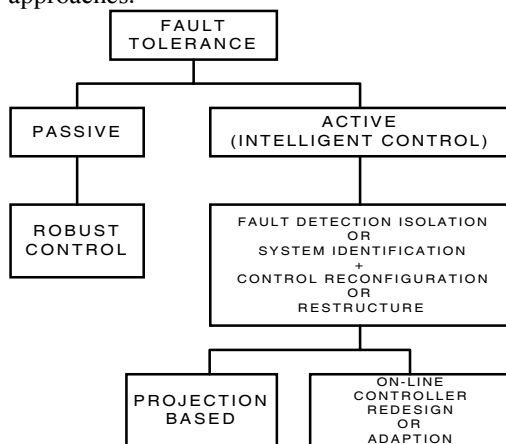 approaches.
FAULT
TOLERANCE
PASSIVE
ACTIVE
(INTELLIGENT CONTROL)
ROBUST
CONTROL
FAULT DETECTION ISOLATION
OR
SYSTEM IDENTIFICATION
+
CONTROL RECONFIGURATION
OR
RESTRUCTURE
PROJECTION
BASED
ON-LINE
CONTROLLER
REDESIGN
OR
ADAPTION